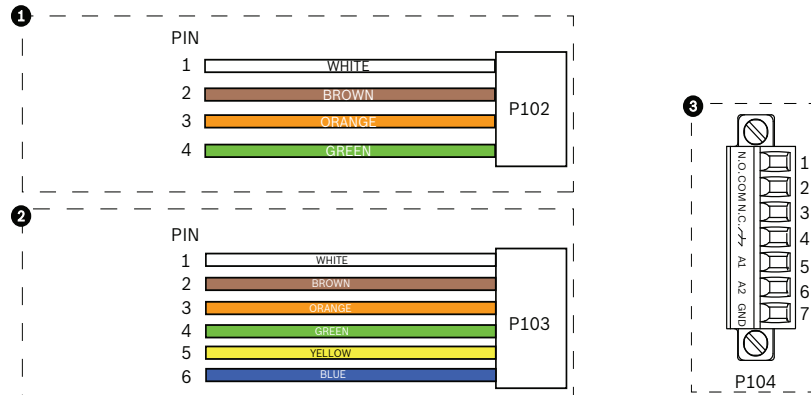 1
PIN
1 WHITE
2 BROWN
3 ORANGE
4 GREEN
P102
2
PIN
1 WHITE
2 BROWN
3 ORANGE
4 GREEN
5 YELLOW
6 BLUE
P103
3
N.O. 1
COM 2
N.C. 3
4
A1 5
A2 6
GND 7
P104